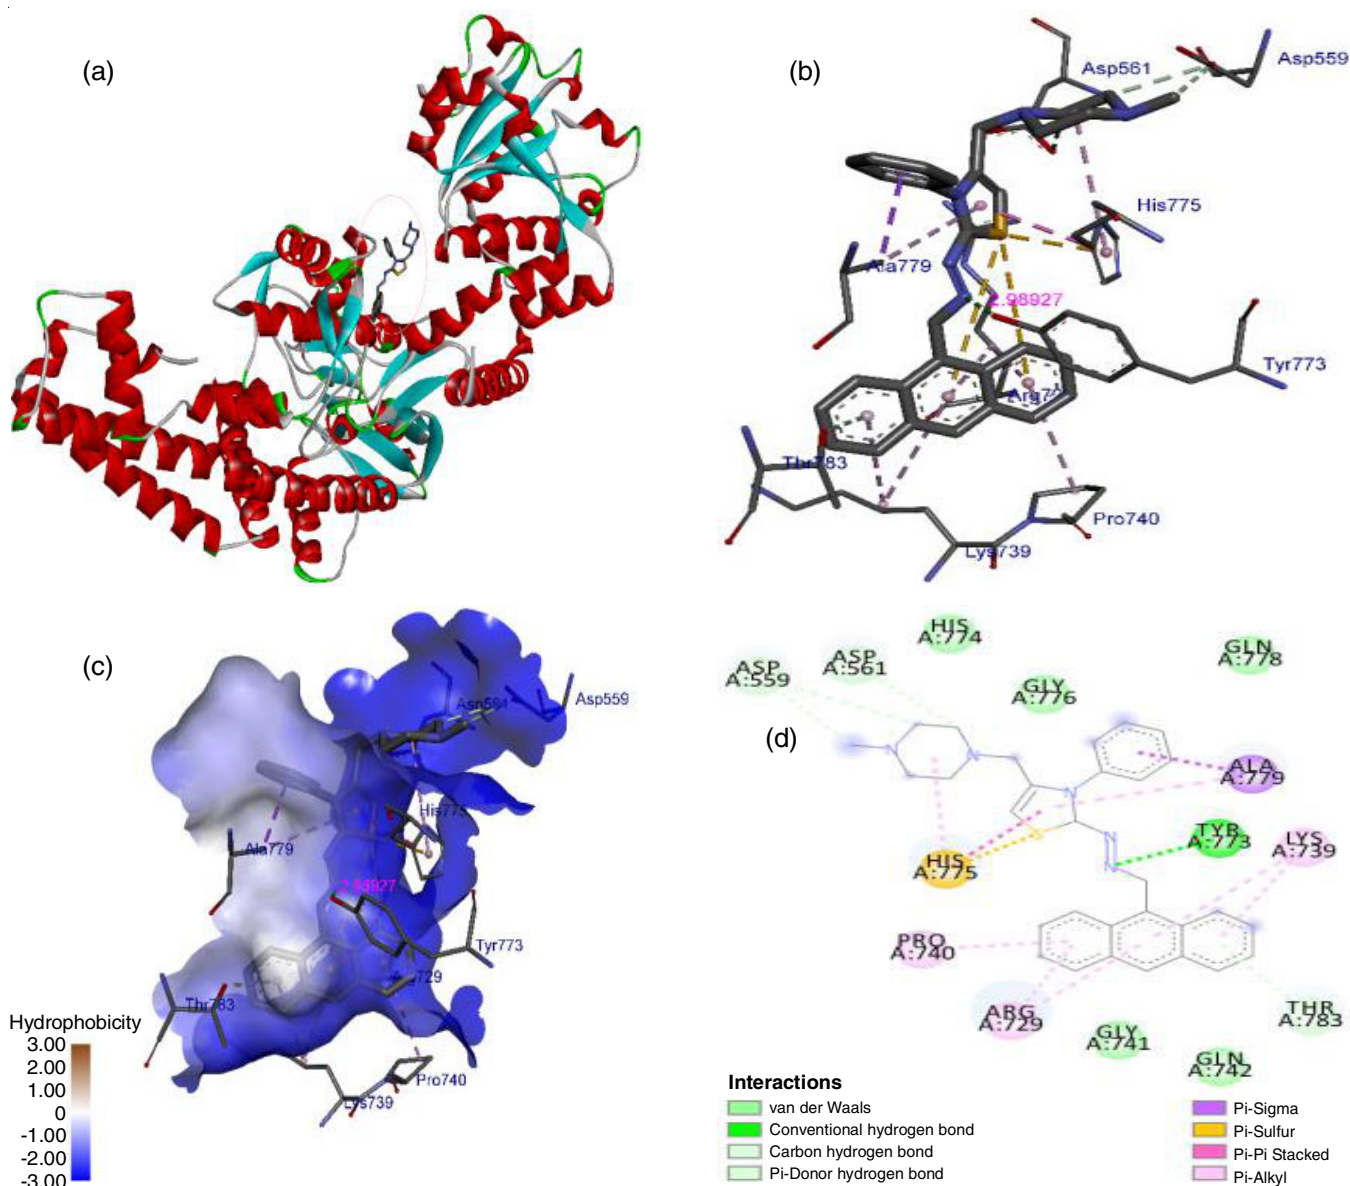 (a)
(b)
Asp561
Asp559
His775
Ala779
2.98927
Tyr773
Thr783
Pro740
Lys739
(c)
Asp559
His775
Ala779
Tyr773
729
Thr783
Pro740
Lys739
Hydrophobicity
3.00
2.00
1.00
0
-1.00
-2.00
-3.00
(d)
HIS
A:774
ASP
A:561
ASP
A:559
GLN
A:778
GLY
A:776
ALA
A:779
N
N
N
S
N
N
TYR
A:773
LYS
A:739
HIS
A:775
PRO
A:740
ARG
A:729
GLY
A:741
GLN
A:742
THR
A:783
Interactions
van der Waals
Conventional hydrogen bond
Carbon hydrogen bond
Pi-Donor hydrogen bond
Pi-Sigma
Pi-Sulfur
Pi-Pi Stacked
Pi-Alkyl